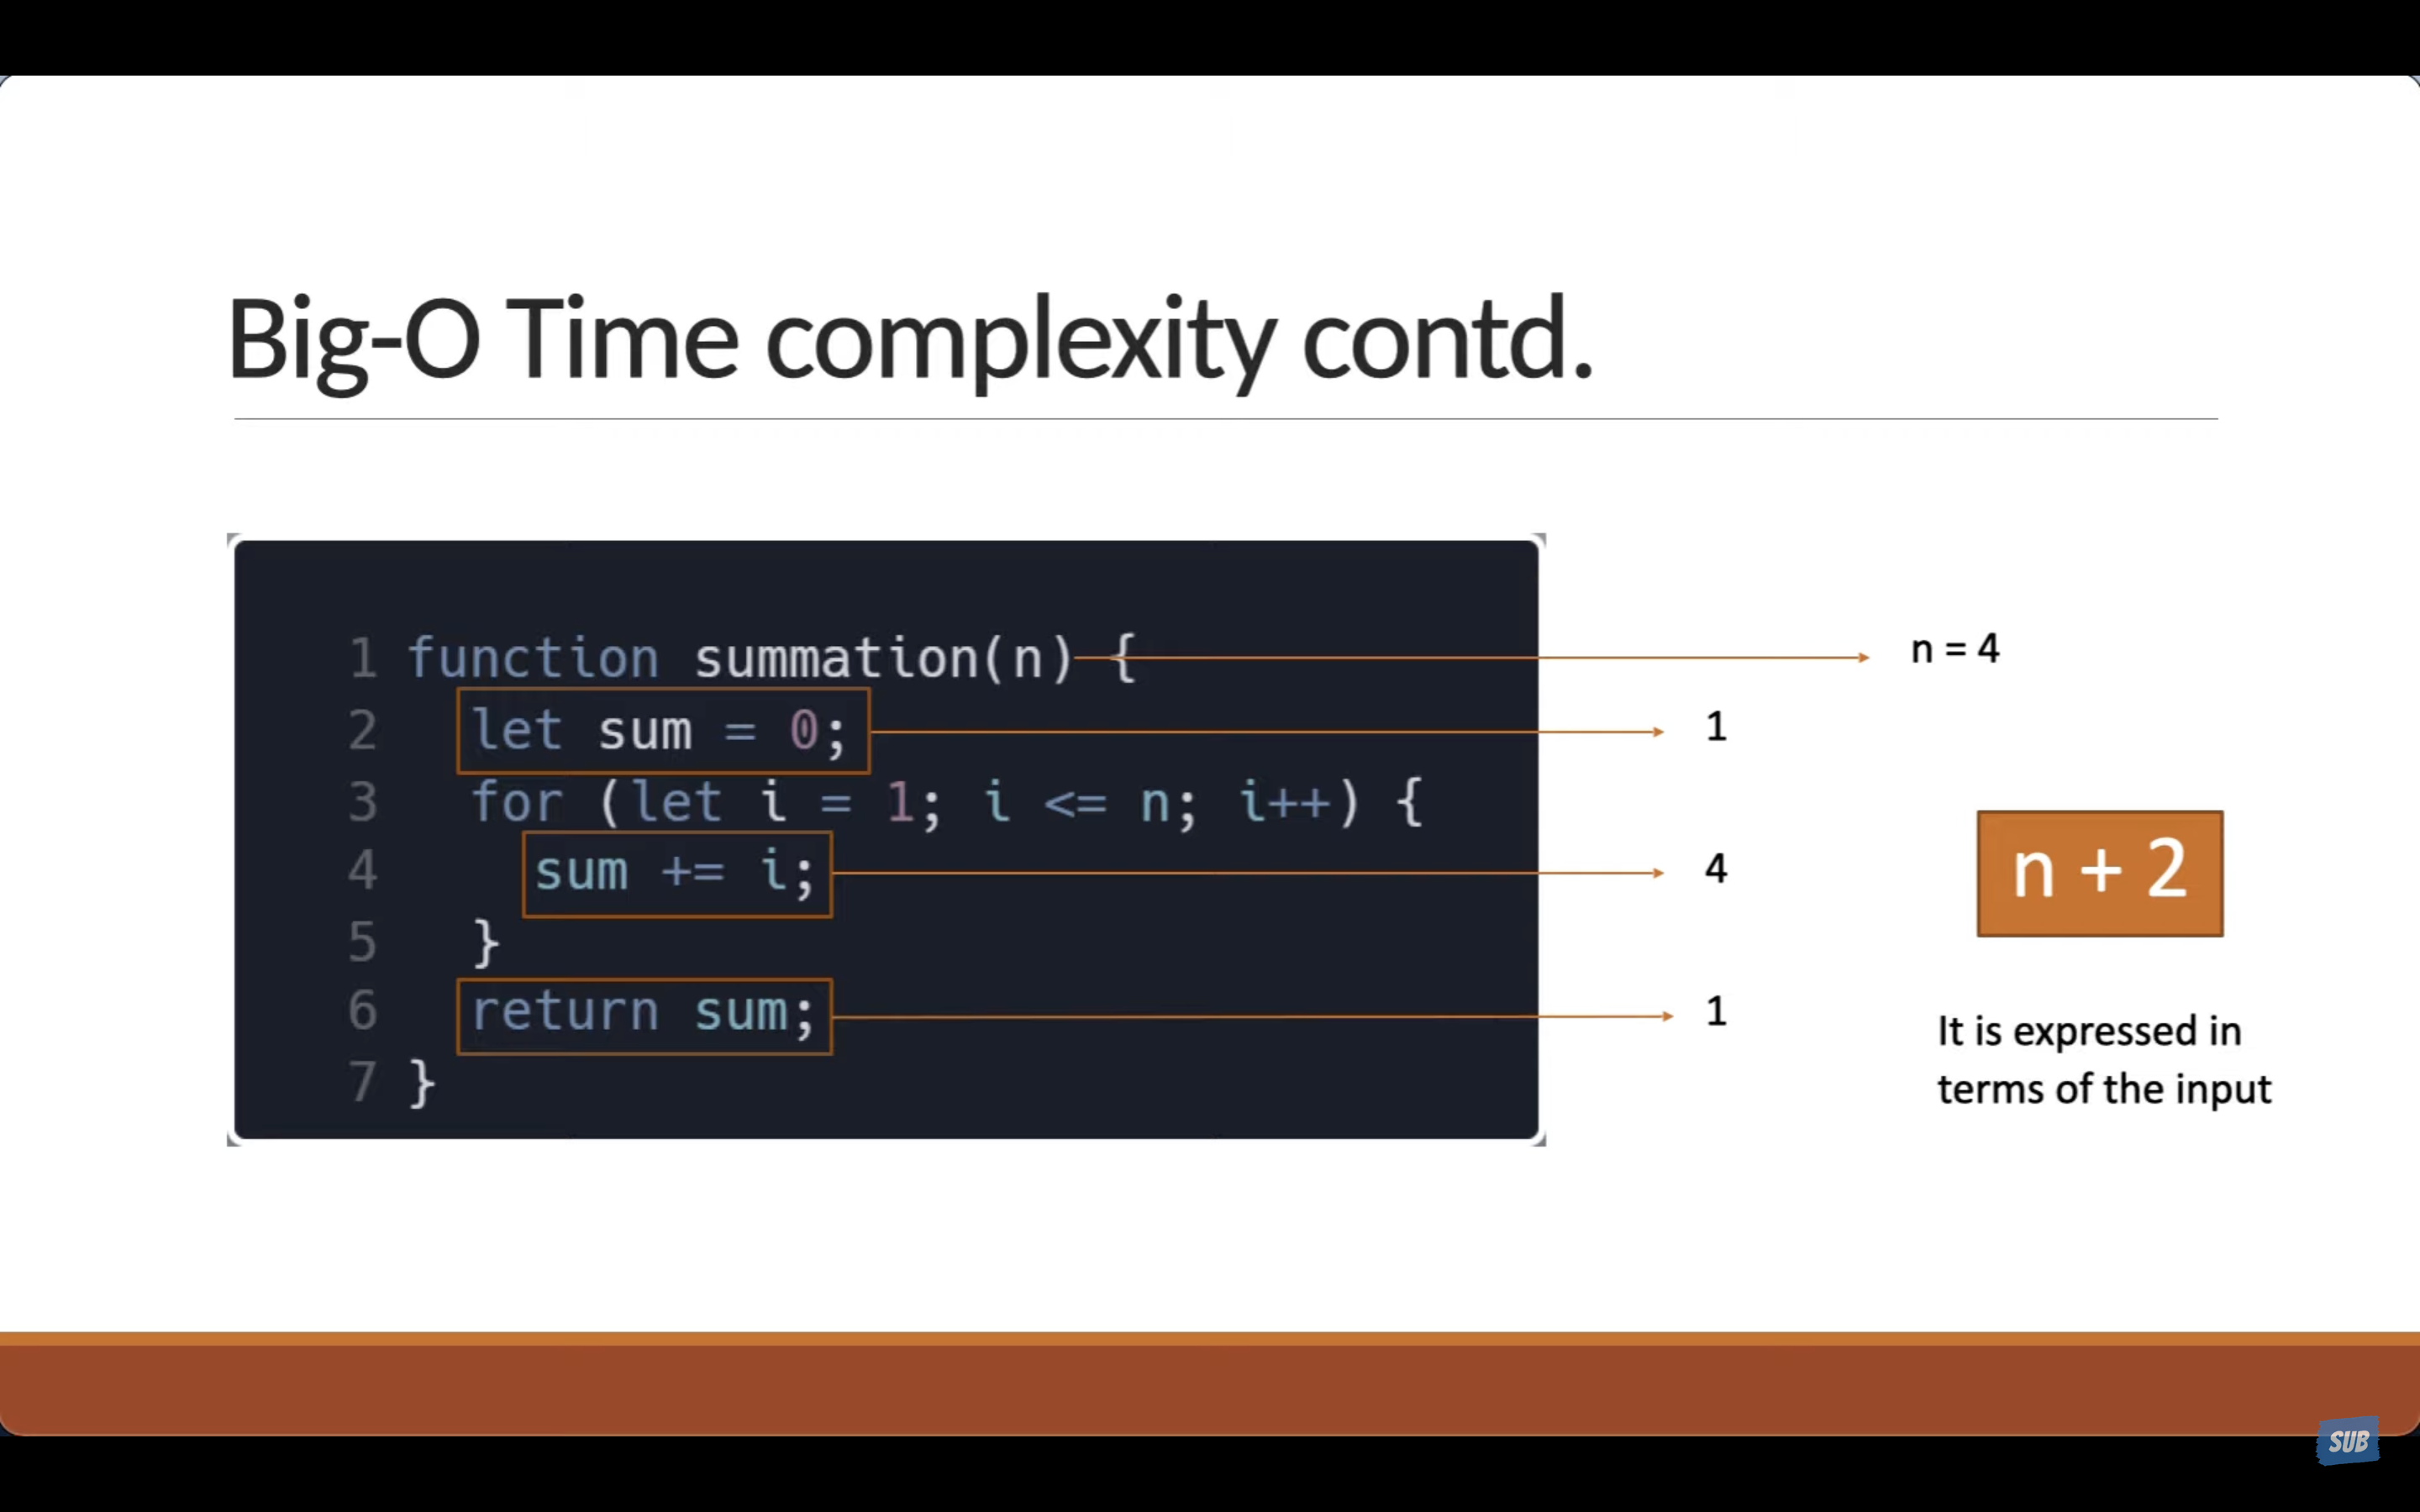 Big-O Time complexity contd.
1 function summation(n) {
n = 4
2 let sum = 0;
1
3 for (let i = 1; i <= n; i++) {
4 sum += i;
4
n + 2
5 }
6 return sum;
1
It is expressed in
terms of the input
7 }
SUB